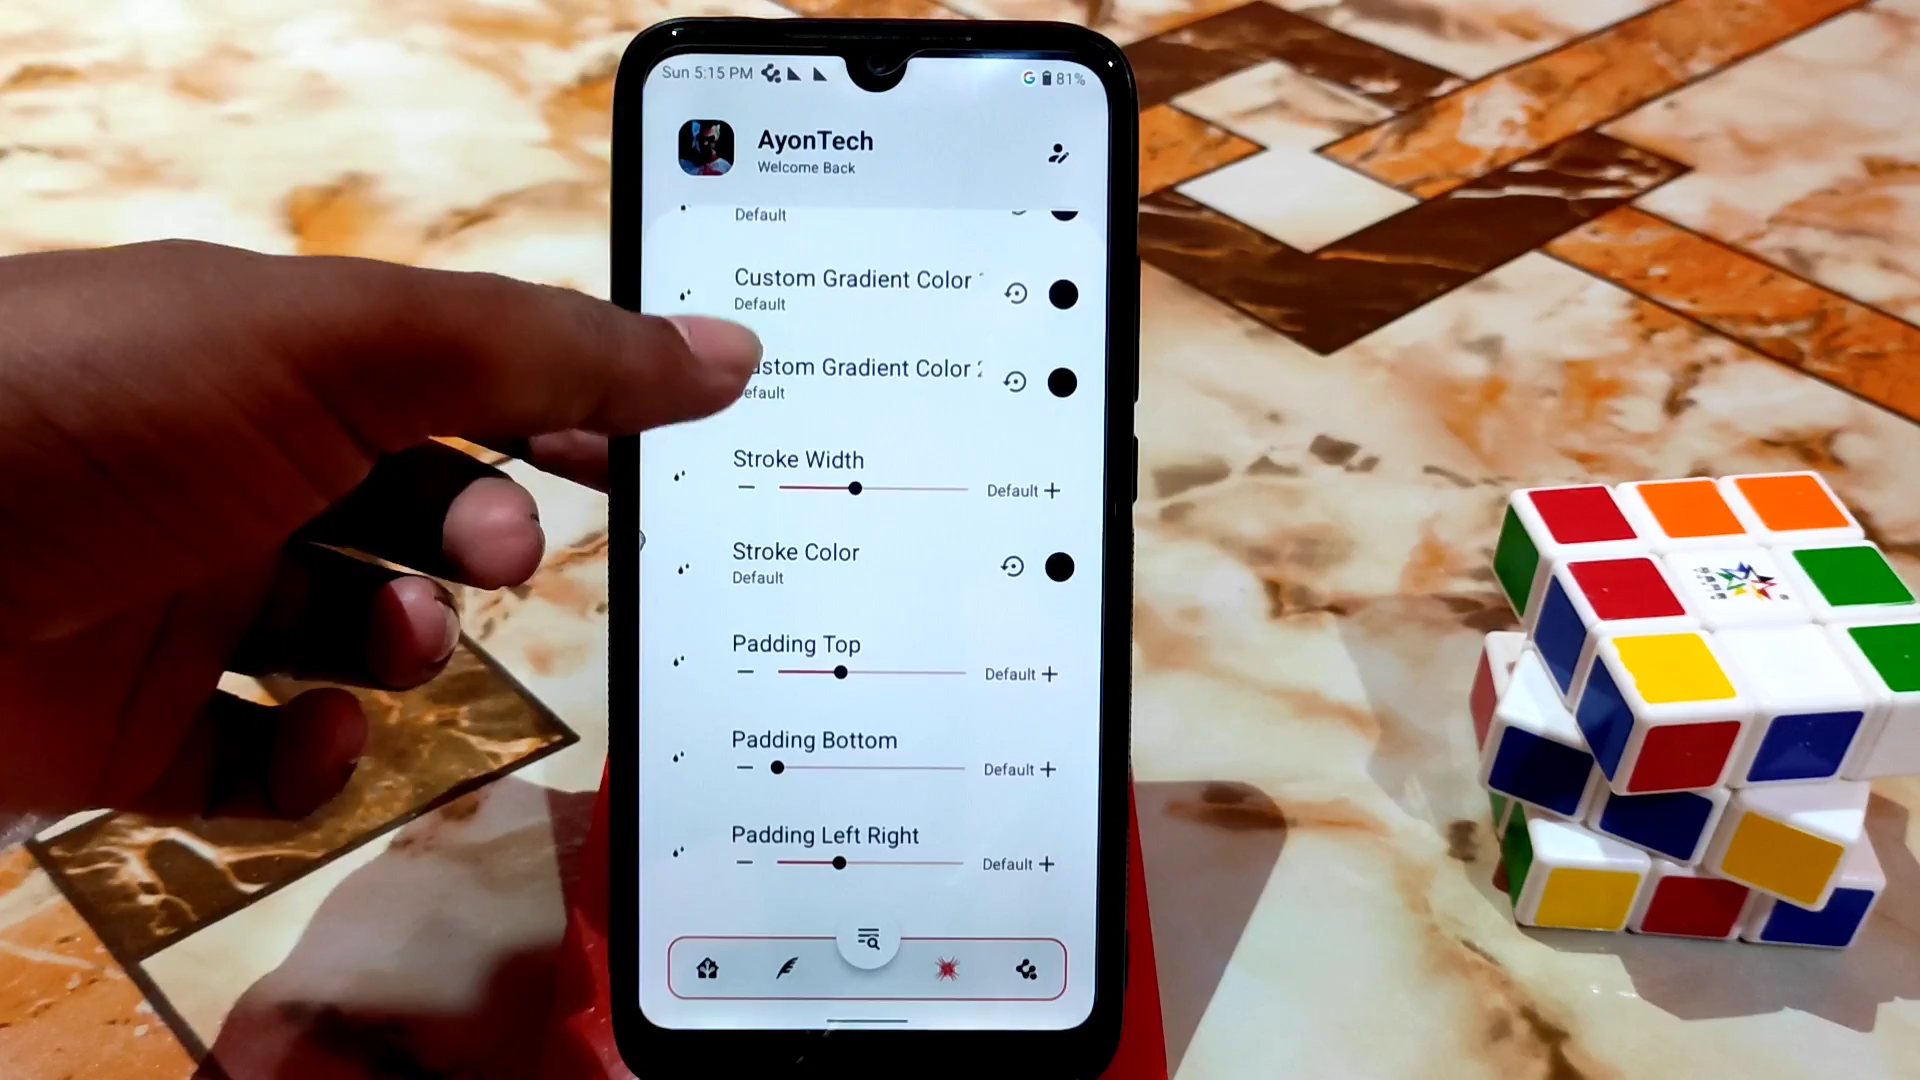 Sun 5:15 PM
81%
AyonTech
Welcome Back
Default
Custom Gradient Color
Default
stom Gradient Color 2
efault
Stroke Width
Default
Stroke Color
Default
Padding Top
Default
Padding Bottom
Default
Padding Left Right
Default